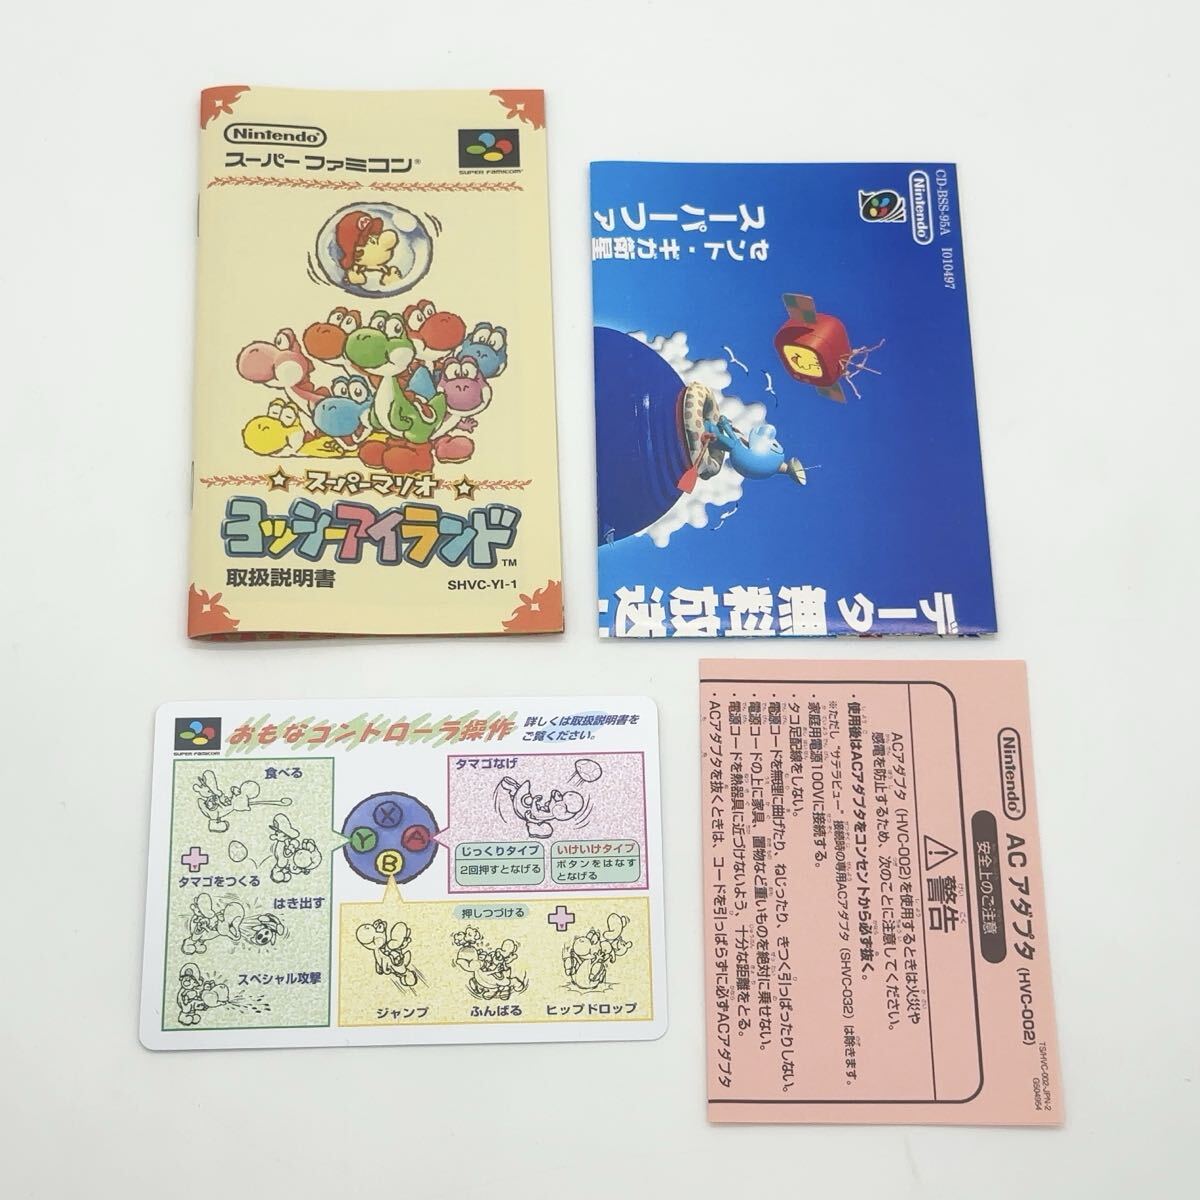 Nintendo
スーパーファミコン®
SUPER FAMICOM®
スーパーマリオ
ヨッシーアイランド™
取扱説明書
SHVC-YI-1
CD-BSS-95A
I010497
Nintendo
スーパーファ
セント・ギガ衛星
データ
無料放送
SUPER FAMICOM
おもなコントローラ操作
詳しくは取扱説明書を
ご覧ください。
食べる
タマゴをつくる
はき出す
スペシャル攻撃
X
Y
A
B
タマゴなげ
じっくりタイプ
2回押すとなげる
いけいけタイプ
ボタンをはなす
となげる
ジャンプ
押しつづける
ふんばる
ヒップドロップ
Nintendo
ACアダプタ (HVC-002)
TS/HVC-002-JPN-2
G504954
安全上のご注意
警告
ACアダプタ(HVC-002)を使用するときは火災や
感電を防止するため、次のことに注意してください。
・使用後はACアダプタをコンセントから必ず抜く。
※ただし"サテラビュー"接続時の専用ACアダプタ(SHVC-032)は除きます。
・家庭用電源100Vに接続する。
・タコ足配線をしない。
・電源コードを無理に曲げたり、ねじったり、きつく引っぱったりしない。
・電源コードの上に家具、置物など重いものを絶対に乗せない。
・電源コードを熱器具に近づけないよう、十分な距離をとる。
・ACアダプタを抜くときは、コードを引っぱらずに必ずACアダプタ